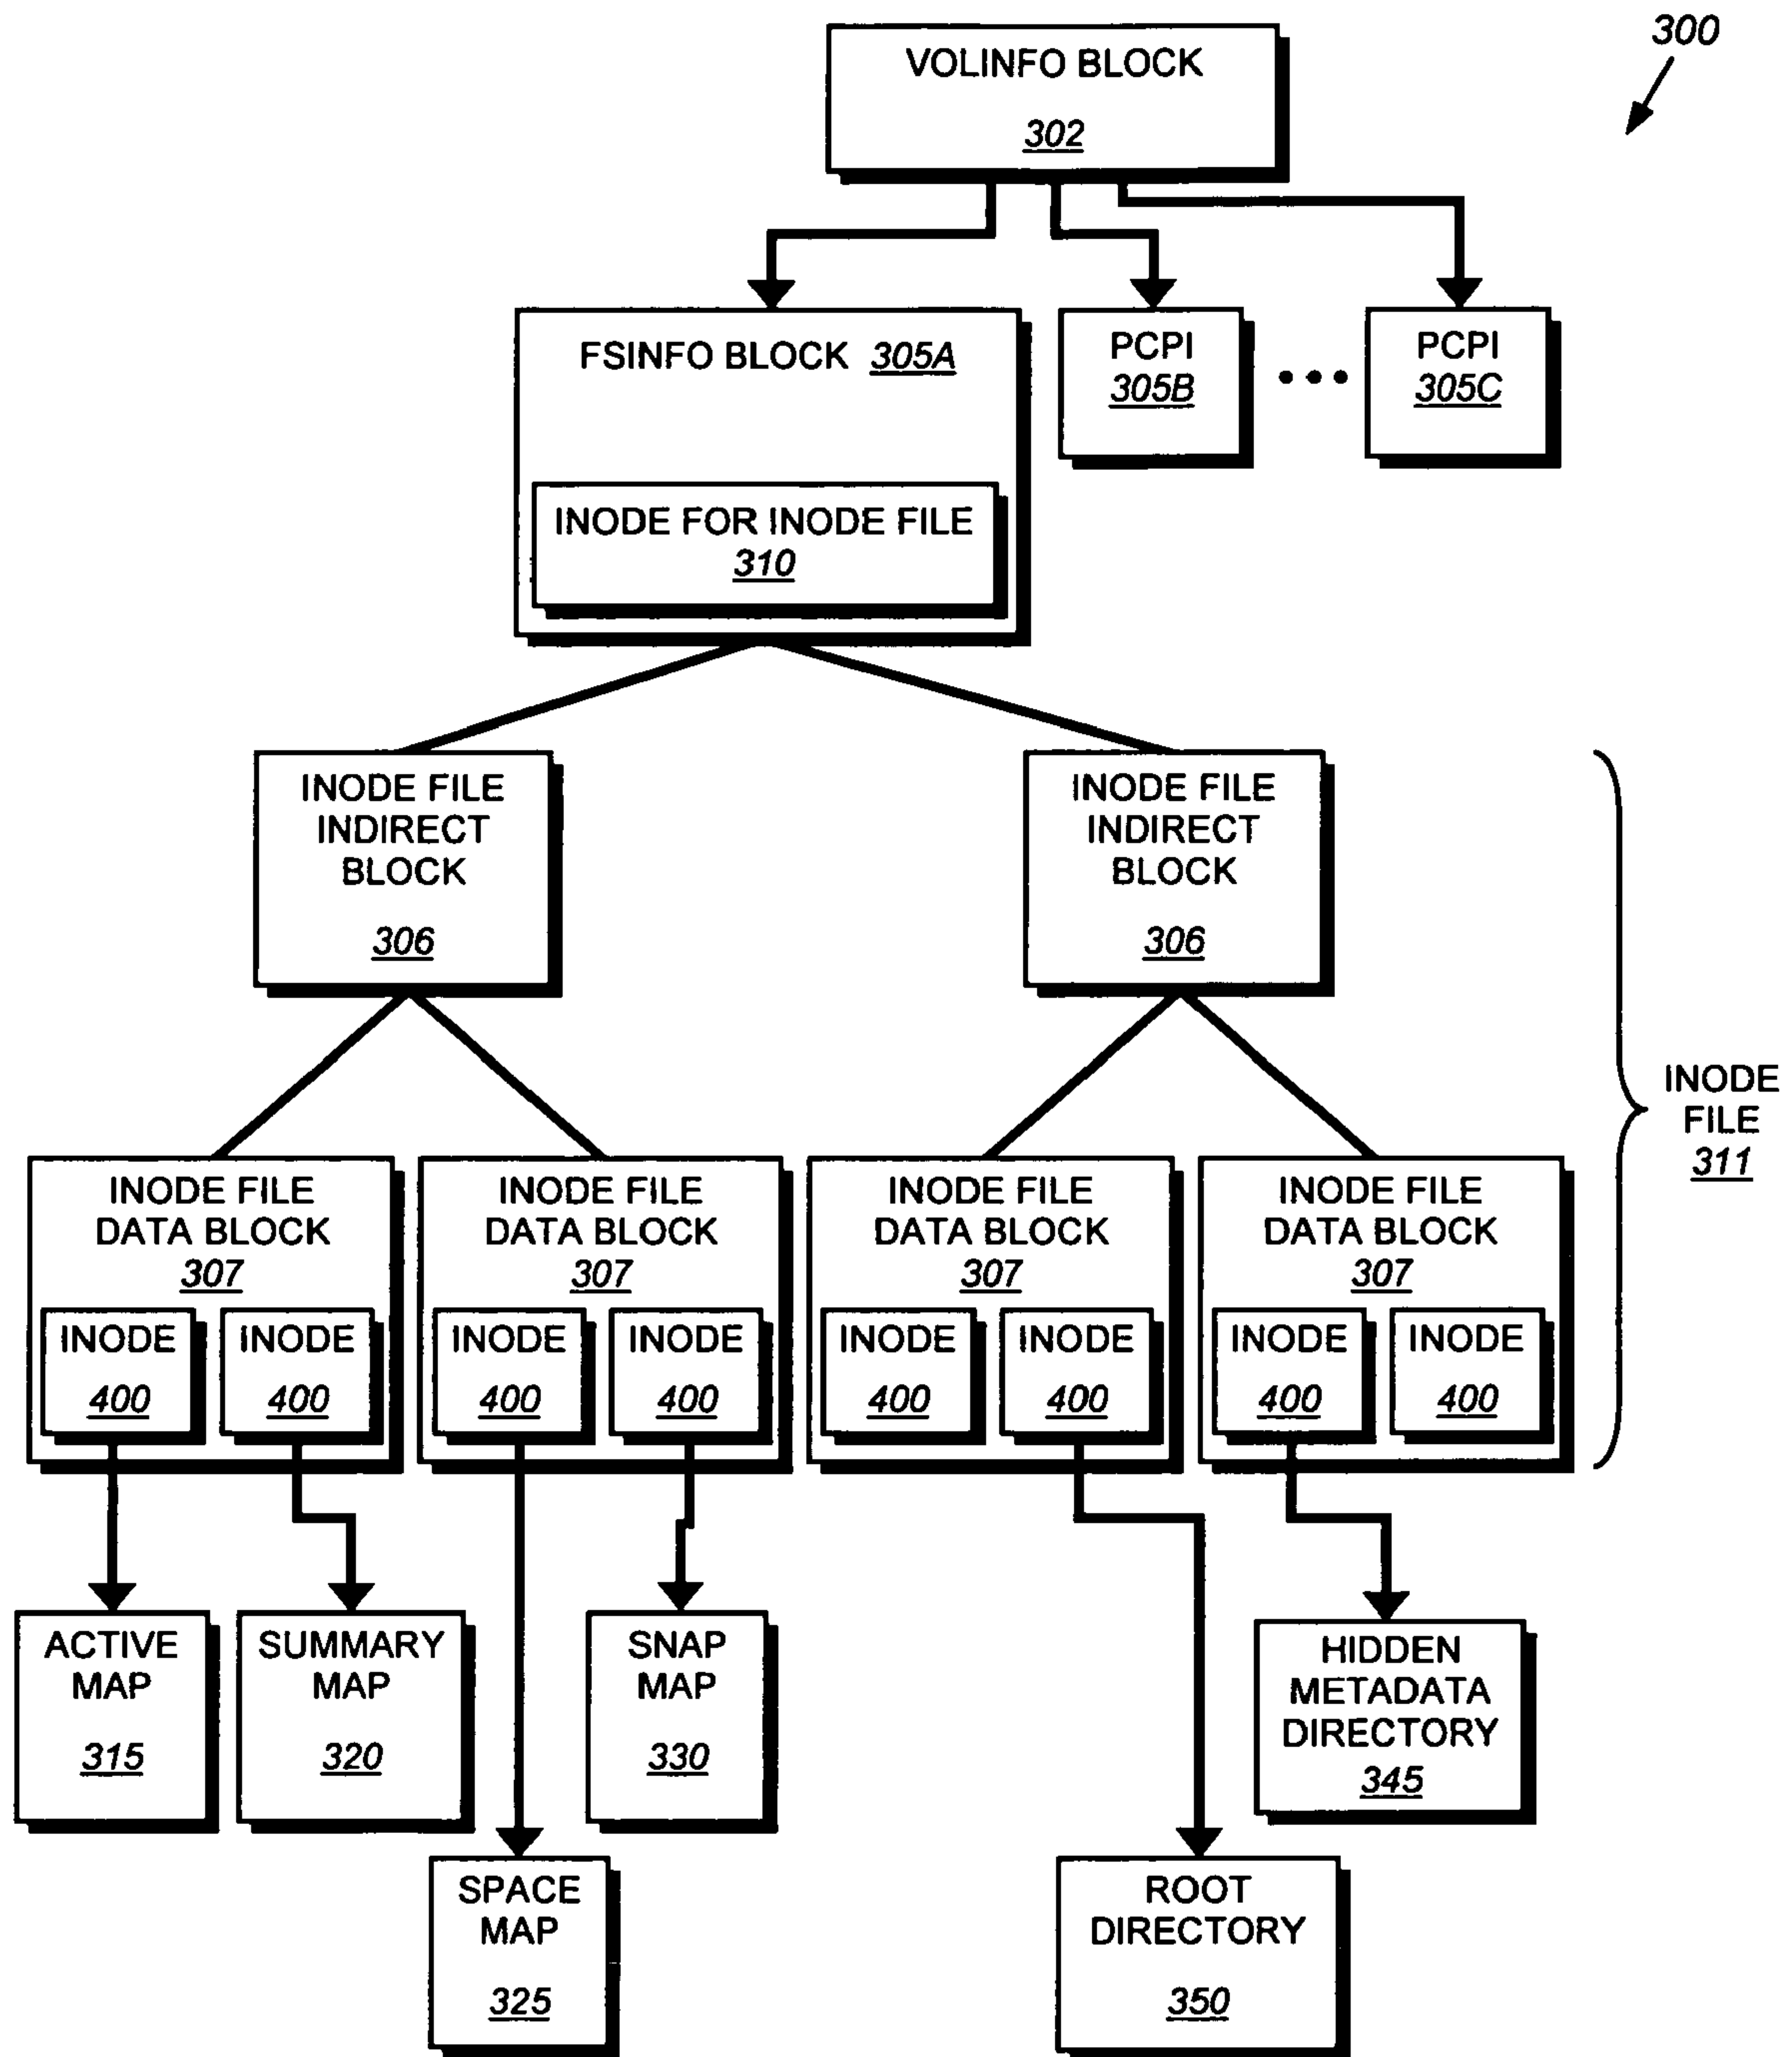 300
VOLINFO BLOCK
302
FSINFO BLOCK 305A
PCPI
305B
PCPI
305C
INODE FOR INODE FILE
310
INODE FILE
INDIRECT
BLOCK
306
INODE FILE
INDIRECT
BLOCK
306
INODE
FILE
311
INODE FILE
DATA BLOCK
307
INODE
400
INODE
400
INODE FILE
DATA BLOCK
307
INODE
400
INODE
400
INODE FILE
DATA BLOCK
307
INODE
400
INODE
400
INODE FILE
DATA BLOCK
307
INODE
400
INODE
400
ACTIVE
MAP
315
SUMMARY
MAP
320
SNAP
MAP
330
HIDDEN
METADATA
DIRECTORY
345
SPACE
MAP
325
ROOT
DIRECTORY
350